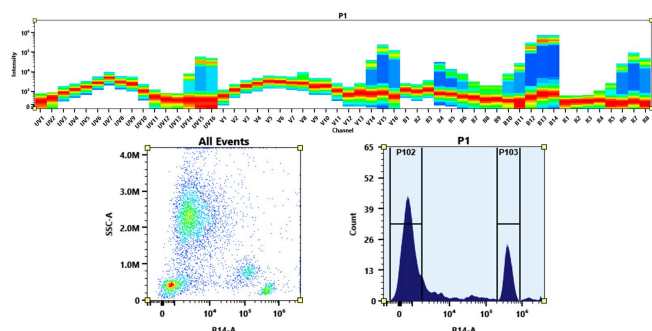 P1
Intensity
10⁶
10⁴
10³
0
UV1 UV2 UV3 UV4 UV5 UV6 UV7 UV8 UV9 UV10 UV11 UV12 UV13 UV14 UV15 UV16 V1 V2 V3 V4 V5 V6 V7 V8 V9 V10 V11 V12 V13 V14 V15 V16 B1 B2 B3 B4 B5 B6 B7 B8 B9 B10 B11 B12 B13 B14 R1 R2 R3 R4 R5 R6 R7 R8
Channel
All Events
SSC-A
4.0M
3.0M
2.0M
1.0M
0
0 10⁴ 10⁵ 10⁶
B14-A
P1
Count
65
52
39
26
13
0
P102 P103
0 10⁴ 10⁵ 10⁶
B14-A